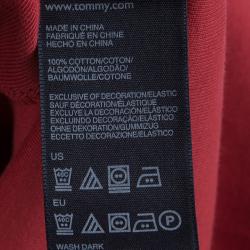 www.tommy.com
MADE IN CHINA
FABRIQUÉ EN CHINE
HECHO EN CHINA
100% COTTON/COTON/
ALGODÓN/ALGODÃO/
BAUMWOLLE/COTONE
EXCLUSIVE OF DECORATION/ELASTIC
SAUF DÉCORATION/ÉLASTIQUE
EXCLUYE LA DECORACIÓN/ELASTICO
EXCLUINDO DECORAÇÃO/ELÁSTICO
OHNE DEKORATION/GUMMIZUG
ECCETTO DECORAZIONI/ELASTICI
US
EU
WASH DARK